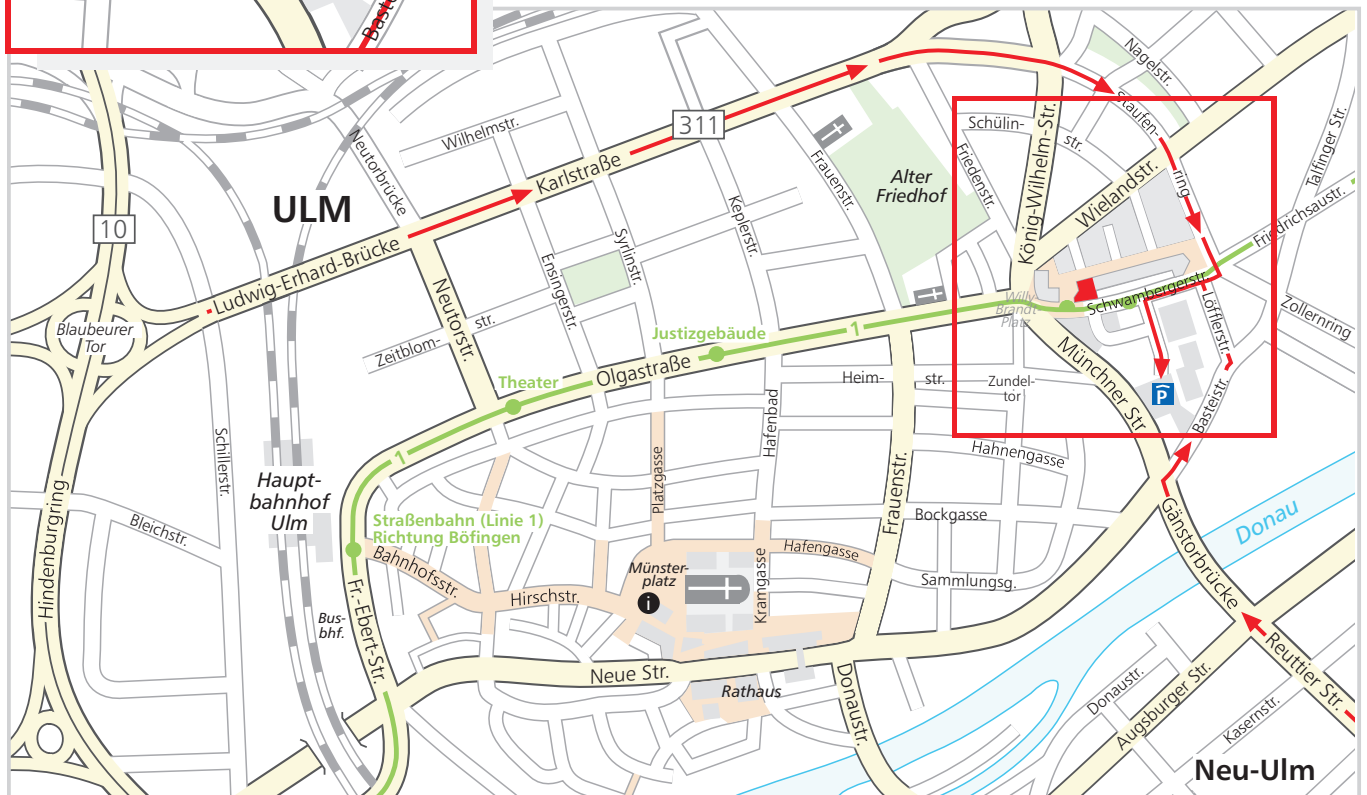 Baste
Nagelstr.
Staufen-
ring
Talfinger Str.
Wilhelmstr.
311
Schülin-
str.
Neutorbrücke
Karlstraße
Frauenstr.
Friedenstr.
König-Wilhelm-Str.
Wielandstr.
ULM
Alter
Friedhof
10
Keplerstr.
Syrlinstr.
Ensingerstr.
Friedrichsaustr.
Ludwig-Erhard-Brücke
Neutorstr.
Willy
Brandt
Platz
Schwambergerstr.
Löfflerstr.
Zollernring
Blaubeurer
Tor
Zeitblom-
str.
Justizgebäude
1
Olgastraße
Münchner Str
Theater
Heim-
str.
Zundel-
tor
P
Basteistr.
Hafenbad
Schillerstr.
1
Platzgasse
Hahnengasse
Haupt-
bahnhof
Ulm
Hindenburgring
Bleichstr.
Straßenbahn (Linie 1)
Richtung Böfingen
Frauenstr.
Bockgasse
Gänstorbrücke
Donau
Bahnhofsstr.
Hafengasse
Münster-
platz
i
Kramgasse
Sammlungsg.
Hirschstr.
Fr.-Ebert-Str.
Bus-
bhf.
Neue Str.
Rathaus
Donaustr.
Reuttier Str.
Donaustr.
Augsburger Str.
Kasernstr.
Neu-Ulm